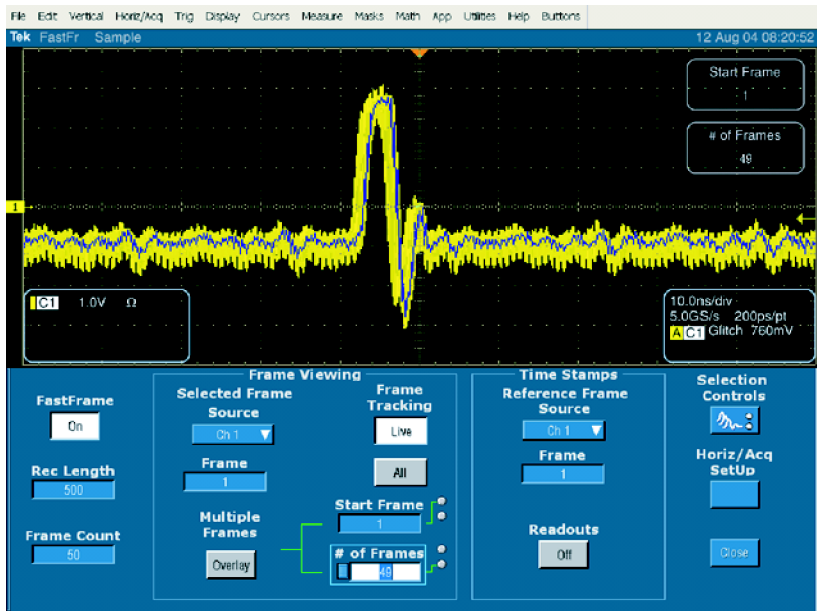 File Edit Vertical Horiz/Acq Trig Display Cursors Measure Masks Math App Utilities Help Buttons
Tek FastFr Sample 12 Aug 04 08:20:52
Start Frame
1
# of Frames
49
1
C1 1.0V Ω
10.0ns/div
5.0GS/s 200ps/pt
A C1 Glitch 760mV
FastFrame
On
Rec Length
500
Frame Count
50
Frame Viewing
Selected Frame
Source
Ch 1
Frame
1
Multiple
Frames
Overlay
Frame
Tracking
Live
All
Start Frame
1
# of Frames
49
Time Stamps
Reference Frame
Source
Ch 1
Frame
1
Readouts
Off
Selection
Controls
Horiz/Acq
SetUp
Close